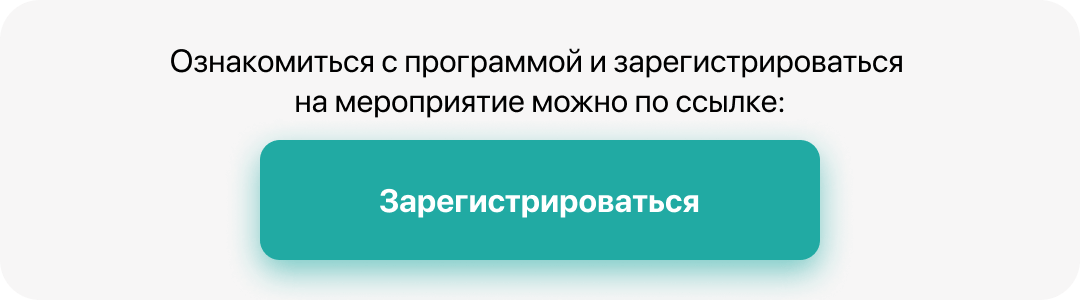 Ознакомиться с программой и зарегистрироваться
на мероприятие можно по ссылке:
Зарегистрироваться